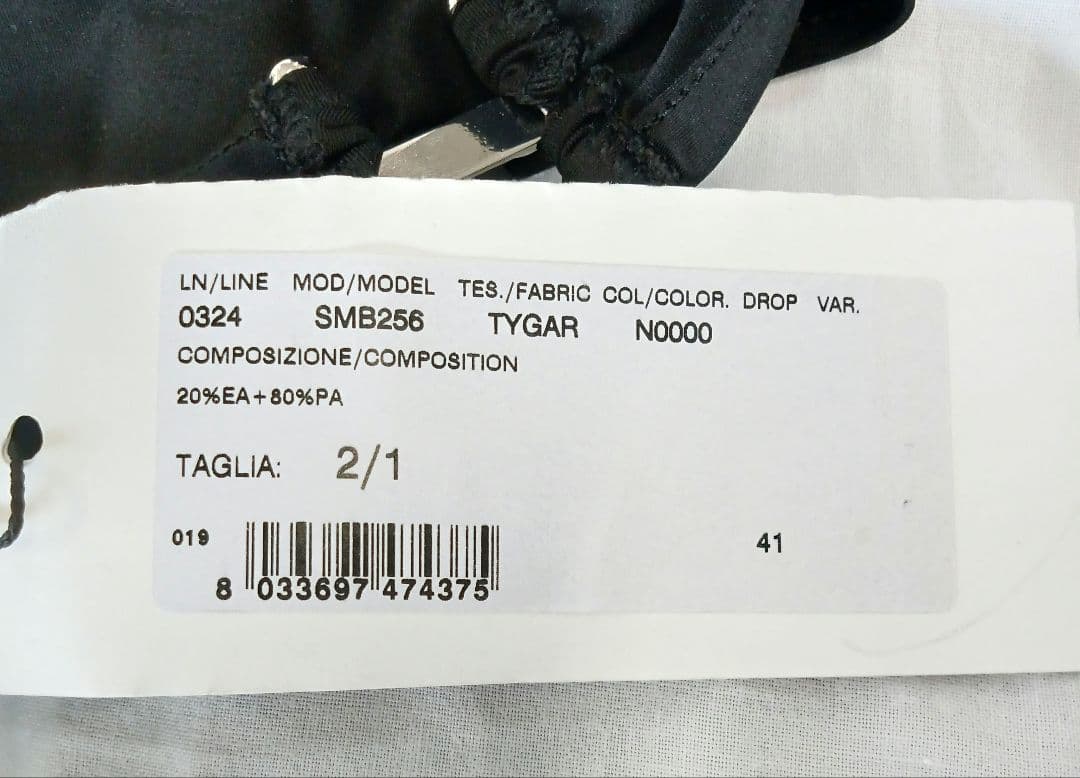 LN/LINE MOD/MODEL TES./FABRIC COL/COLOR. DROP VAR.
0324 SMB256 TYGAR N0000
COMPOSIZIONE/COMPOSITION
20%EA+80%PA
TAGLIA: 2/1
019
41
8 033697 474375